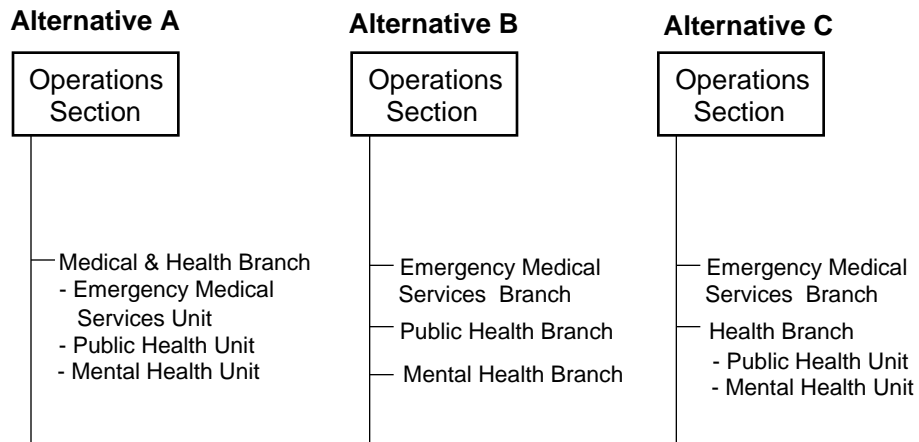 Alternative A
Operations
Section
Medical & Health Branch
- Emergency Medical
Services Unit
- Public Health Unit
- Mental Health Unit
Alternative B
Operations
Section
Emergency Medical
Services Branch
Public Health Branch
Mental Health Branch
Alternative C
Operations
Section
Emergency Medical
Services Branch
Health Branch
- Public Health Unit
- Mental Health Unit